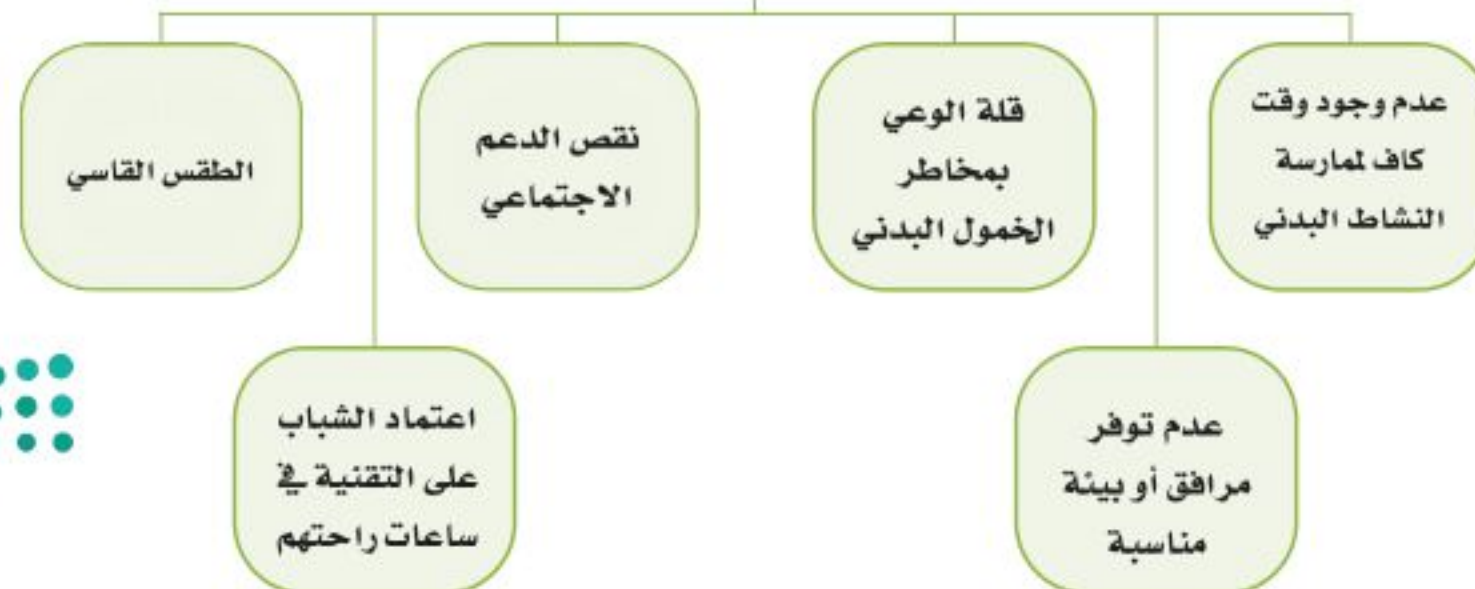 عدم وجود وقت
كاف لممارسة
النشاط البدني
قلة الوعي
بمخاطر
الخمول البدني
نقص الدعم
الاجتماعي
الطقس القاسي
عدم توفر
مرافق أو بيئة
مناسبة
اعتماد الشباب
على التقنية في
ساعات راحتهم